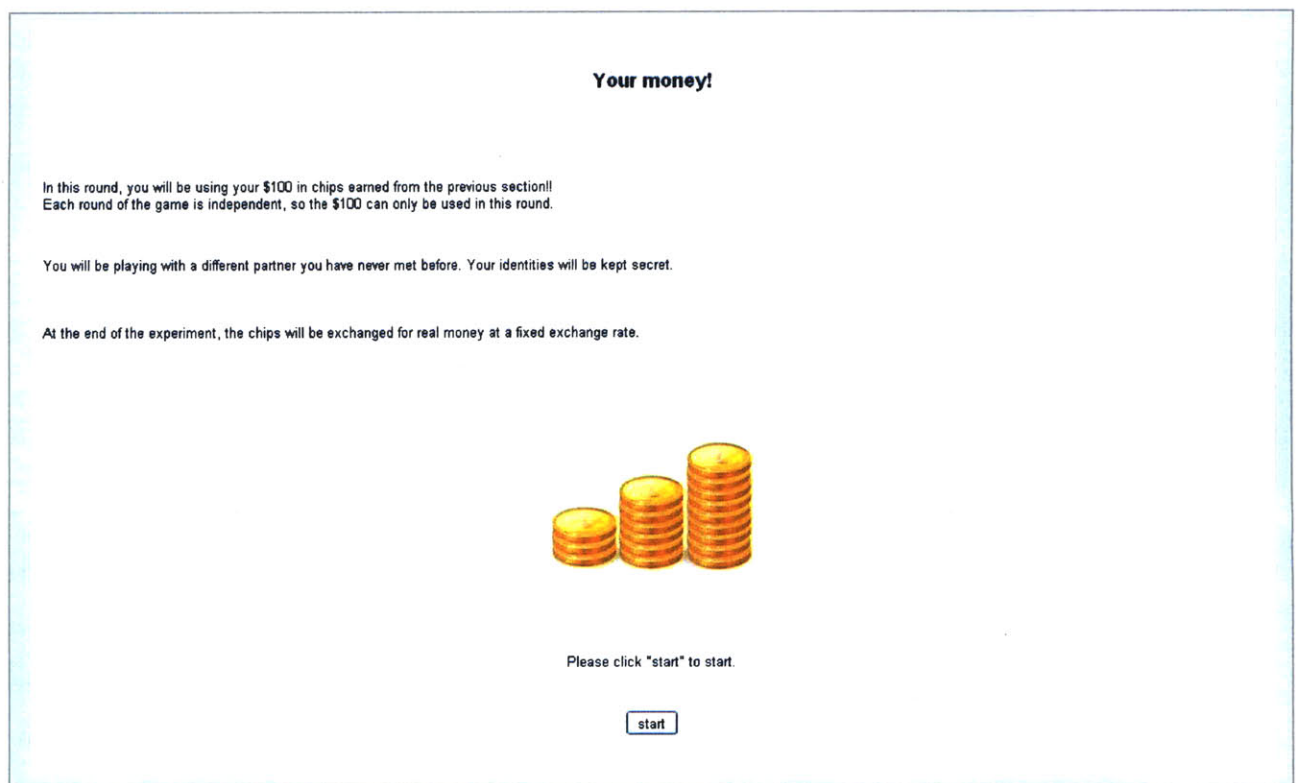 Your money!
In this round, you will be using your $100 in chips earned from the previous section!!
Each round of the game is independent, so the $100 can only be used in this round.
You will be playing with a different partner you have never met before. Your identities will be kept secret.
At the end of the experiment, the chips will be exchanged for real money at a fixed exchange rate.
Please click "start" to start.
start